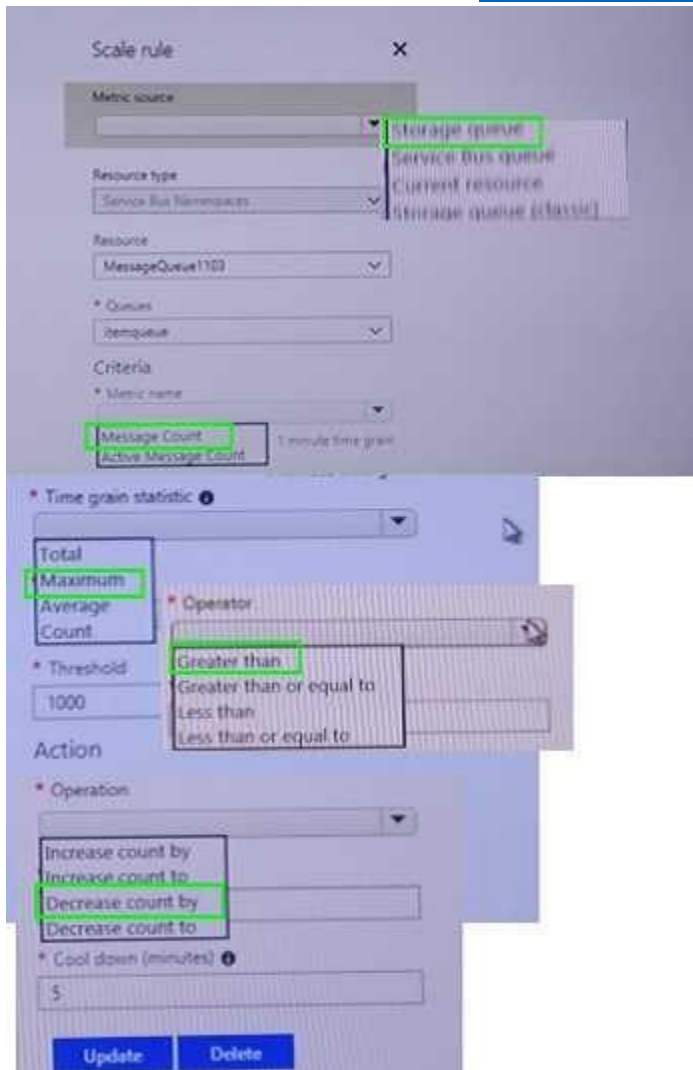 Scale rule ×
Metric source
Storage queue
Service Bus queue
Current resource
Storage queue (classic)
Resource type
Service Bus Namespaces
Resource
MessageQueue1103
* Queues
itemqueue
Criteria
* Metric name
Message Count
1 minute time grain
Active Message Count
* Time grain statistic
Total
Maximum
Average
Count
* Operator
Greater than
Greater than or equal to
Less than
Less than or equal to
* Threshold
1000
Action
* Operation
Increase count by
Increase count to
Decrease count by
Decrease count to
* Cool down (minutes)
5
Update Delete